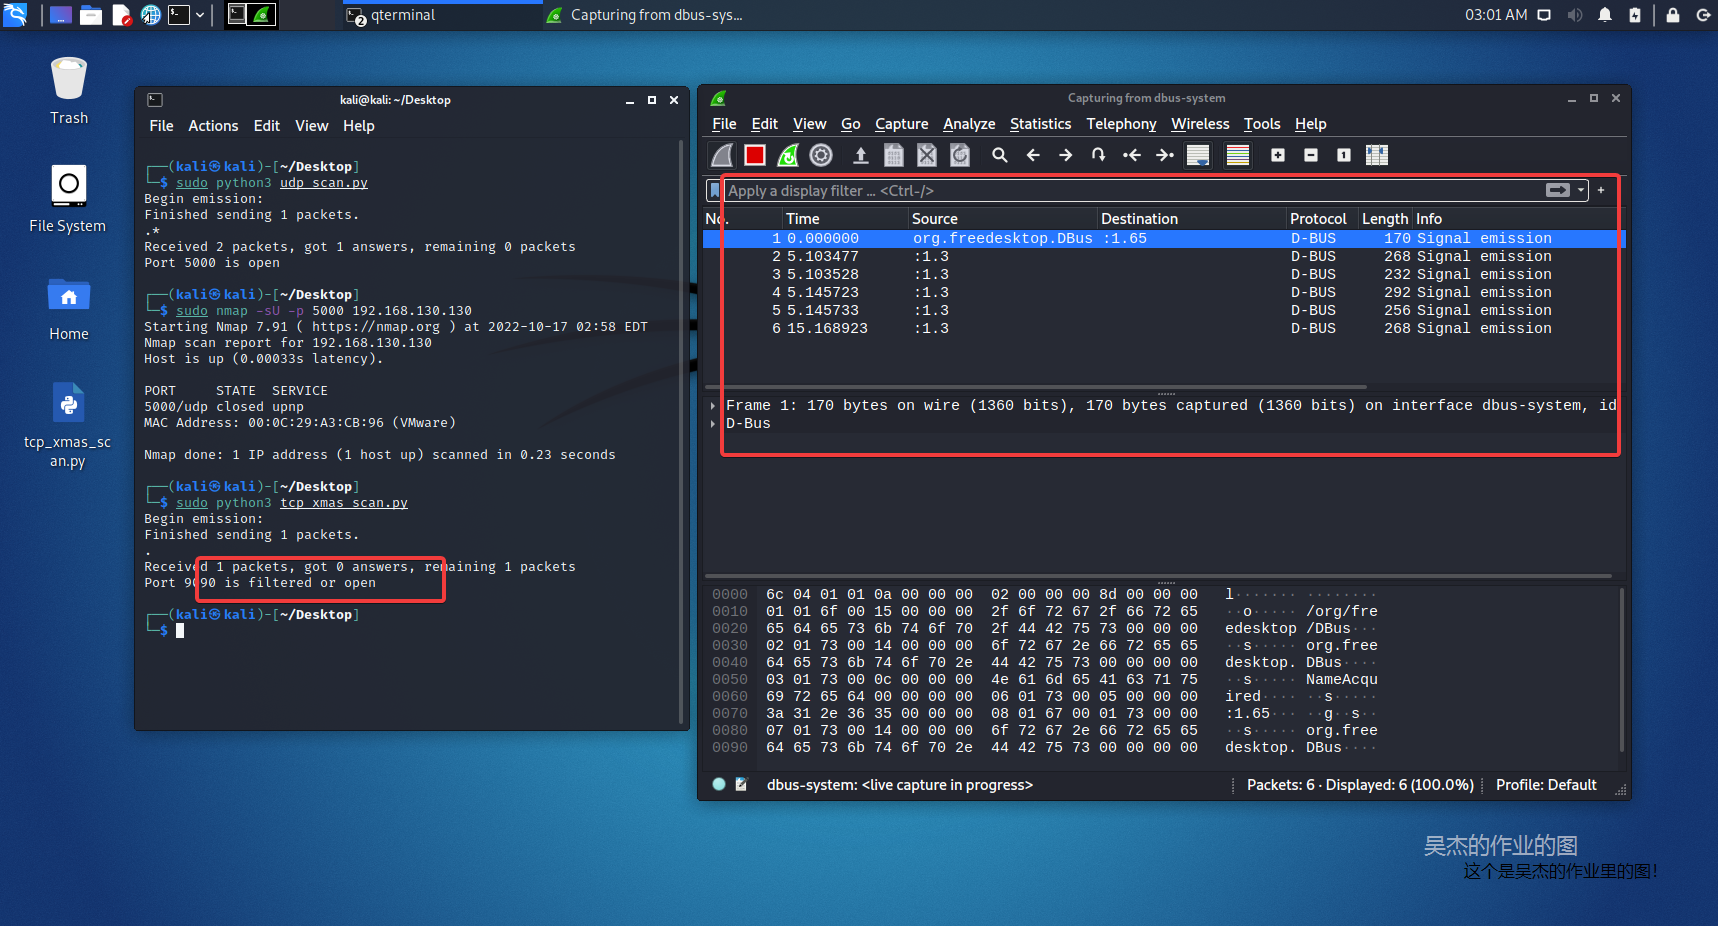 qterminal
Capturing from dbus-sys...
03:01 AM
Trash
File System
Home
tcp_xmas_sc
an.py
kali@kali: ~/Desktop
File Actions Edit View Help
(kali㉿kali)-[~/Desktop]
$ sudo python3 udp_scan.py
Begin emission:
Finished sending 1 packets.
.*
Received 2 packets, got 1 answers, remaining 0 packets
Port 5000 is open
(kali㉿kali)-[~/Desktop]
$ sudo nmap -sU -p 5000 192.168.130.130
Starting Nmap 7.91 ( https://nmap.org ) at 2022-10-17 02:58 EDT
Nmap scan report for 192.168.130.130
Host is up (0.00033s latency).
PORT STATE SERVICE
5000/udp closed upnp
MAC Address: 00:0C:29:A3:CB:96 (VMware)
Nmap done: 1 IP address (1 host up) scanned in 0.23 seconds
(kali㉿kali)-[~/Desktop]
$ sudo python3 tcp_xmas_scan.py
Begin emission:
Finished sending 1 packets.
.
Received 1 packets, got 0 answers, remaining 1 packets
Port 9090 is filtered or open
(kali㉿kali)-[~/Desktop]
$
Capturing from dbus-system
File Edit View Go Capture Analyze Statistics Telephony Wireless Tools Help
Apply a display filter ... <Ctrl-/>
No. Time Source Destination Protocol Length Info
1 0.000000 org.freedesktop.DBus :1.65 D-BUS 170 Signal emission
2 5.103477 :1.3 D-BUS 268 Signal emission
3 5.103528 :1.3 D-BUS 232 Signal emission
4 5.145723 :1.3 D-BUS 292 Signal emission
5 5.145733 :1.3 D-BUS 256 Signal emission
6 15.168923 :1.3 D-BUS 268 Signal emission
Frame 1: 170 bytes on wire (1360 bits), 170 bytes captured (1360 bits) on interface dbus-system, id
D-Bus
0000 6c 04 01 01 0a 00 00 00 02 00 00 00 8d 00 00 00 l······· ········
0010 01 01 6f 00 15 00 00 00 2f 6f 72 67 2f 66 72 65 ··o····· /org/fre
0020 65 64 65 73 6b 74 6f 70 2f 44 42 75 73 00 00 00 edesktop /DBus···
0030 02 01 73 00 14 00 00 00 6f 72 67 2e 66 72 65 65 ··s····· org.free
0040 64 65 73 6b 74 6f 70 2e 44 42 75 73 00 00 00 00 desktop. DBus····
0050 03 01 73 00 0c 00 00 00 4e 61 6d 65 41 63 71 75 ··s····· NameAcqu
0060 69 72 65 64 00 00 00 00 06 01 73 00 05 00 00 00 ired···· ··s·····
0070 3a 31 2e 36 35 00 00 00 08 01 67 00 01 73 00 00 :1.65··· ··g··s··
0080 07 01 73 00 14 00 00 00 6f 72 67 2e 66 72 65 65 ··s····· org.free
0090 64 65 73 6b 74 6f 70 2e 44 42 75 73 00 00 00 00 desktop. DBus····
dbus-system: <live capture in progress>
Packets: 6 · Displayed: 6 (100.0%)
Profile: Default
吴杰的作业的图
这个是吴杰的作业里的图!